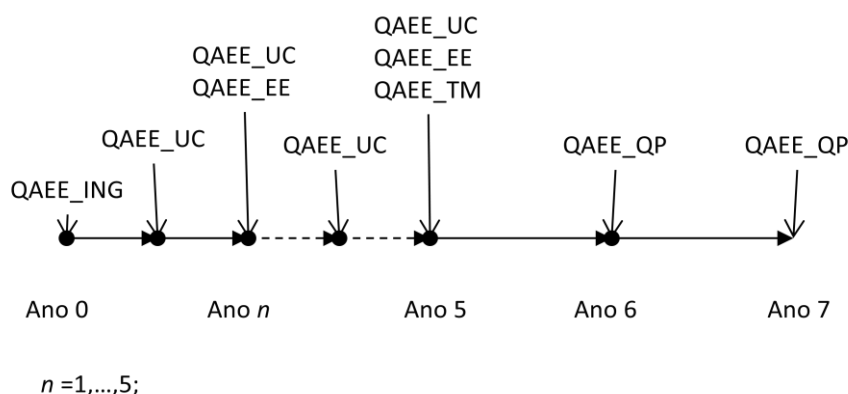 QAEE_UC
QAEE_EE
QAEE_TM
QAEE_UC
QAEE_EE
QAEE_UC
QAEE_UC
QAEE_QP
QAEE_QP
QAEE_ING
Ano 0
Ano n
Ano 5
Ano 6
Ano 7
n =1,...,5;